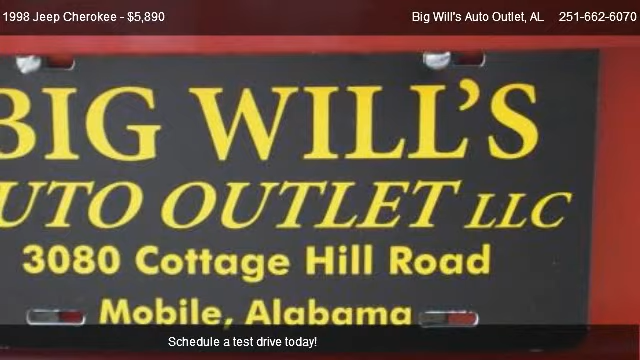 1998 Jeep Cherokee - $5,890
Big Will's Auto Outlet, AL 251-662-6070
BIG WILL'S
UTO OUTLET LLC
3080 Cottage Hill Road
Mobile, Alabama
Schedule a test drive today!